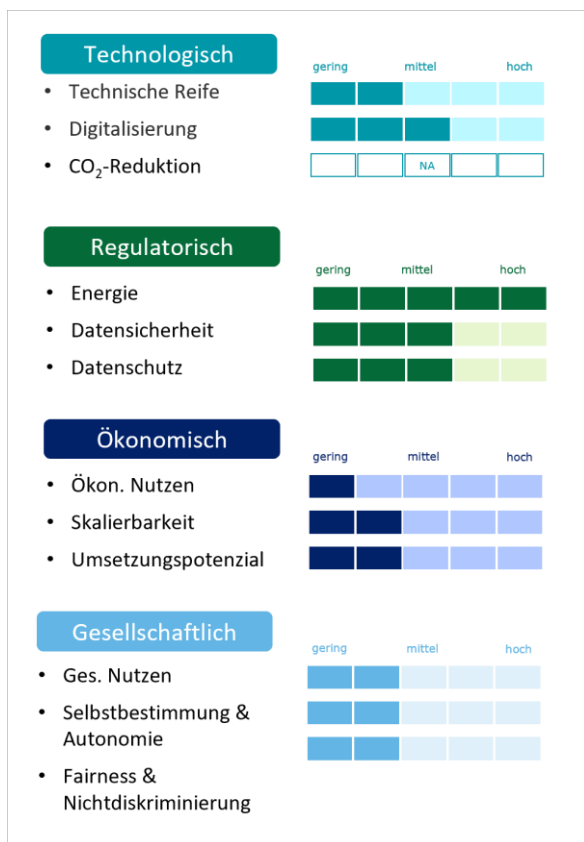 Technologisch
gering mittel hoch
• Technische Reife
• Digitalisierung
• CO₂-Reduktion
NA
Regulatorisch
gering mittel hoch
• Energie
• Datensicherheit
• Datenschutz
Ökonomisch
gering mittel hoch
• Ökon. Nutzen
• Skalierbarkeit
• Umsetzungspotenzial
Gesellschaftlich
gering mittel hoch
• Ges. Nutzen
• Selbstbestimmung &
Autonomie
• Fairness &
Nichtdiskriminierung